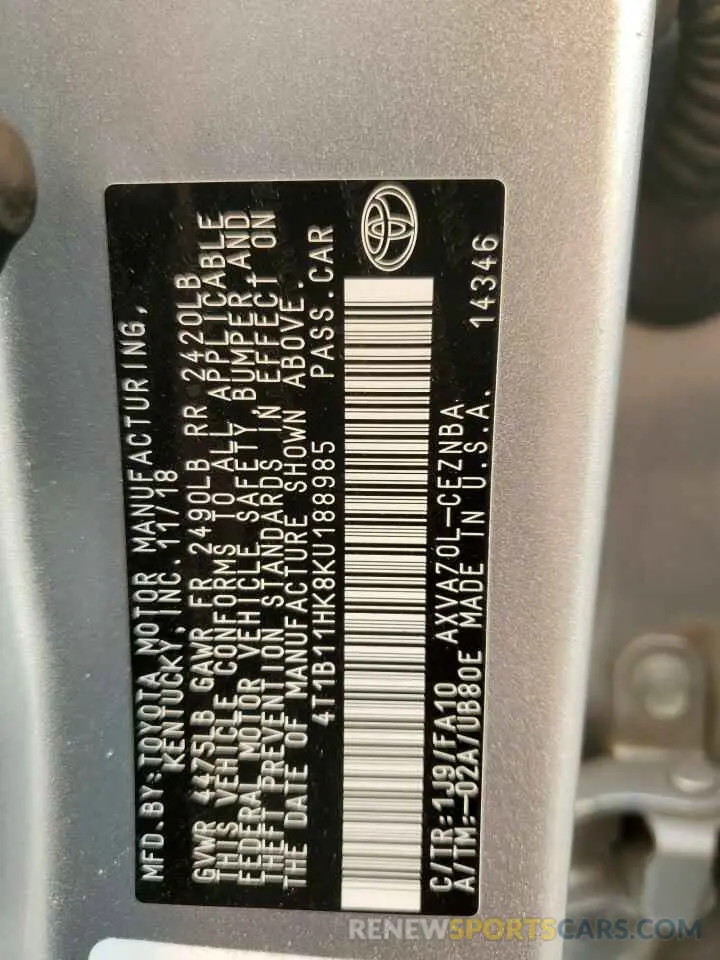 MFD. BY: TOYOTA MOTOR MANUFACTURING,
KENTUCKY, INC. 11/18
GVWR 4475LB GAWR FR 2490LB RR 2420LB
THIS VEHICLE CONFORMS TO ALL APPLICABLE
FEDERAL MOTOR VEHICLE SAFETY, BUMPER, AND
THEFT PREVENTION STANDARDS IN EFFECT ON
THE DATE OF MANUFACTURE SHOWN ABOVE.
4T1B11HK8KU188985 PASS. CAR
C/TR: 1J9/FA10 AXVA70L-CEZNBA
A/TM: -02A/UB80E MADE IN U.S.A. 14346
RENEWSPORTSCARS.COM